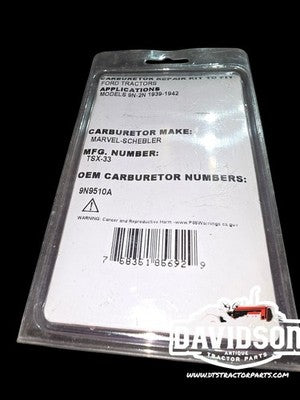 CARBURETOR REPAIR KIT TO FIT
FORD TRACTORS
APPLICATIONS
MODELS 9N-2N 1939-1942
CARBURETOR MAKE:
MARVEL-SCHEBLER
MFG. NUMBER:
TSX-33
OEM CARBURETOR NUMBERS:
9N9510A
WARNING: Cancer and Reproductive Harm -www.P65Warnings.ca.gov
7 68361 85692 9
DAVIDSON
ANTIQUE
TRACTOR PARTS
WWW.DTSTRACTORPARTS.COM